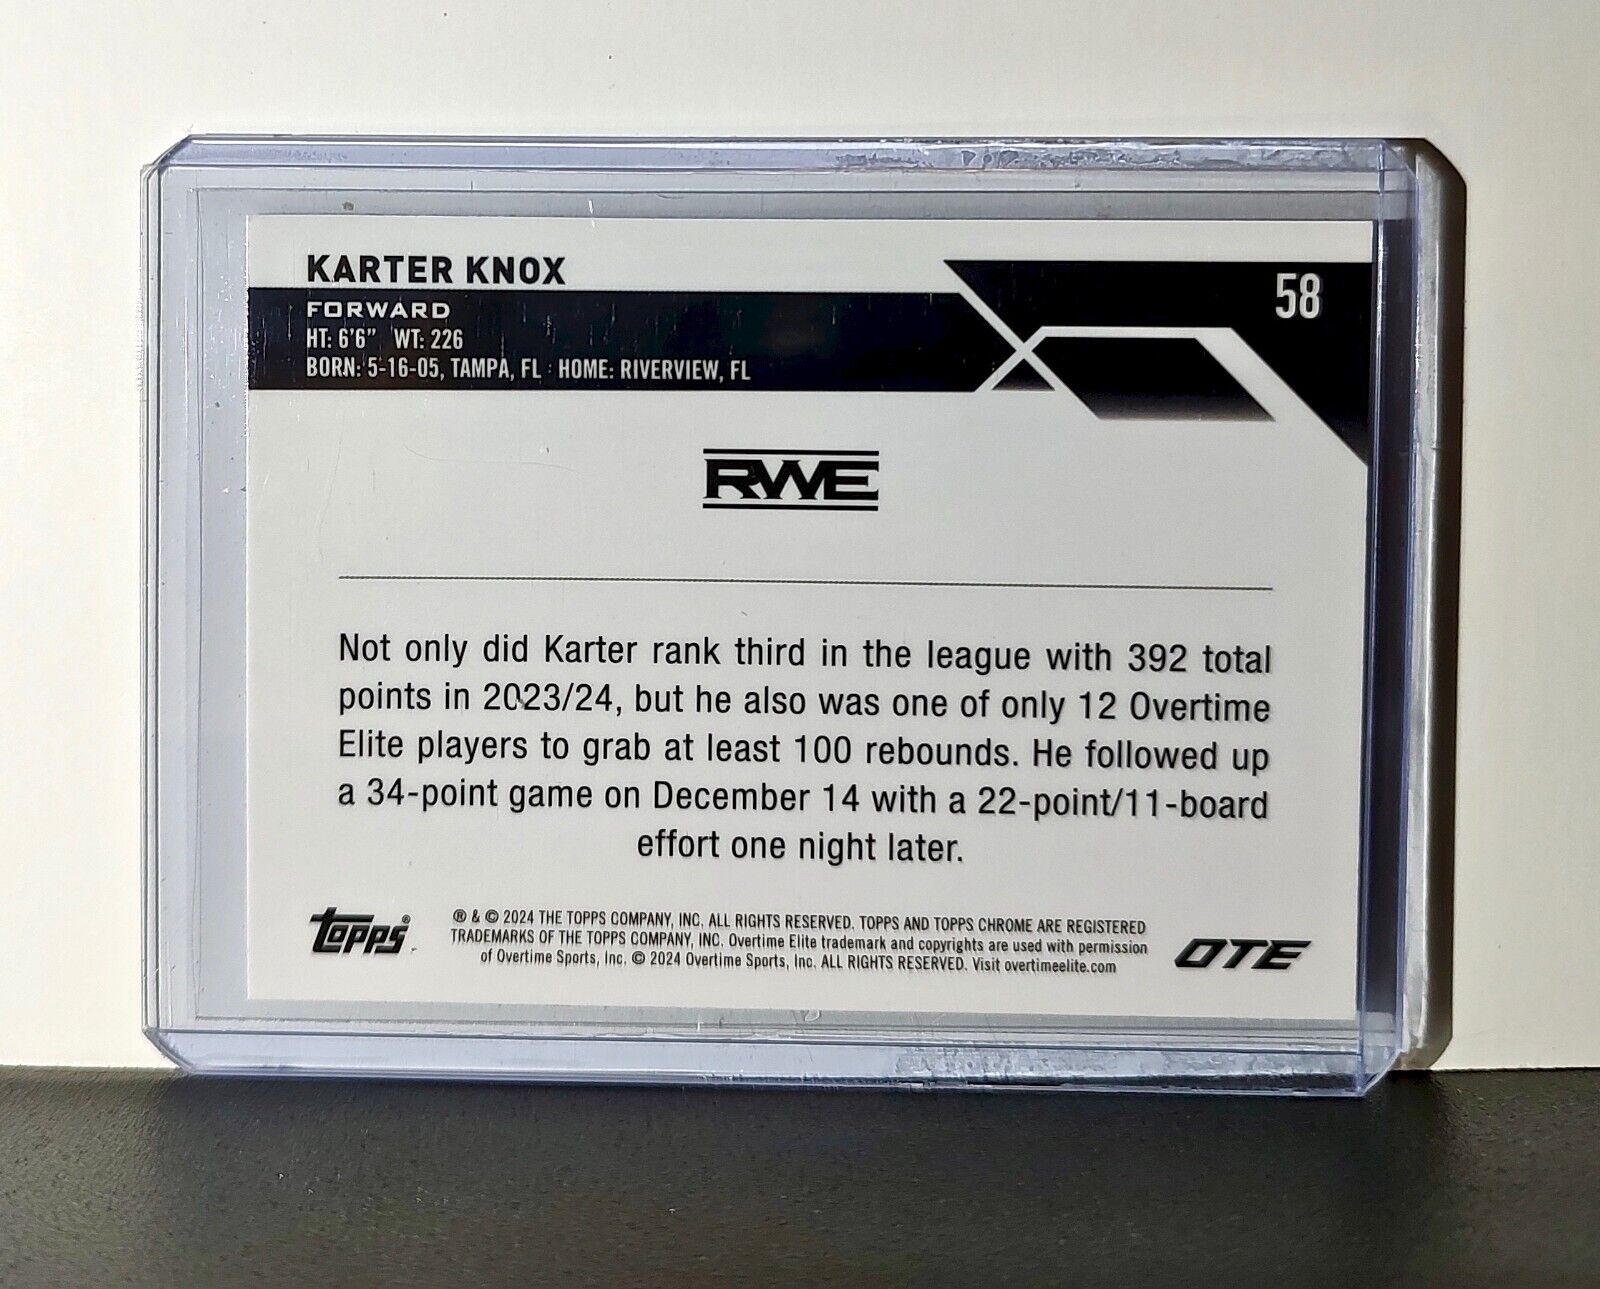 KARTER KNOX
58
FORWARD
HT: 6'6" WT: 226
BORN: 5-16-05, TAMPA, FL HOME: RIVERVIEW, FL
RWE
Not only did Karter rank third in the league with 392 total
points in 2023/24, but he also was one of only 12 Overtime
Elite players to grab at least 100 rebounds. He followed up
a 34-point game on December 14 with a 22-point/11-board
effort one night later.
topps®
® & © 2024 THE TOPPS COMPANY, INC. ALL RIGHTS RESERVED. TOPPS AND TOPPS CHROME ARE REGISTERED
TRADEMARKS OF THE TOPPS COMPANY, INC. Overtime Elite trademark and copyrights are used with permission
of Overtime Sports, Inc. © 2024 Overtime Sports, Inc. ALL RIGHTS RESERVED. Visit overtimeelite.com
OTE